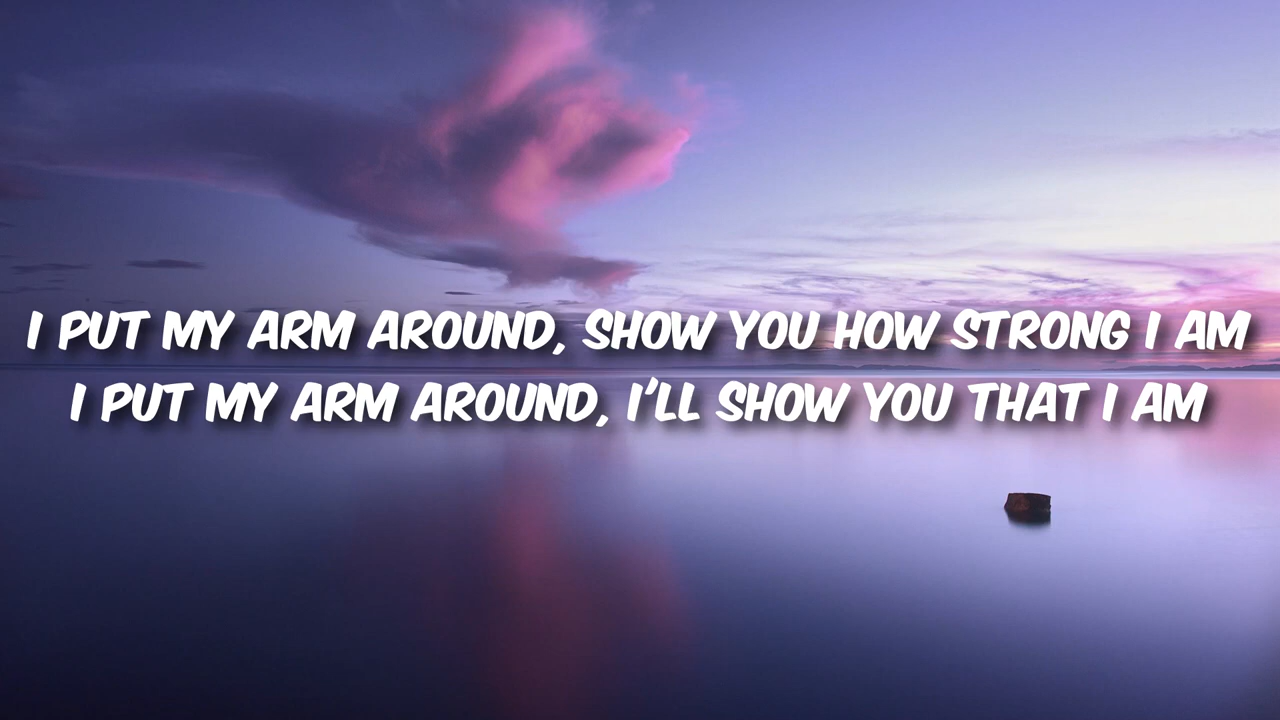 I PUT MY ARM AROUND, SHOW YOU HOW STRONG I AM
I PUT MY ARM AROUND, I'LL SHOW YOU THAT I AM